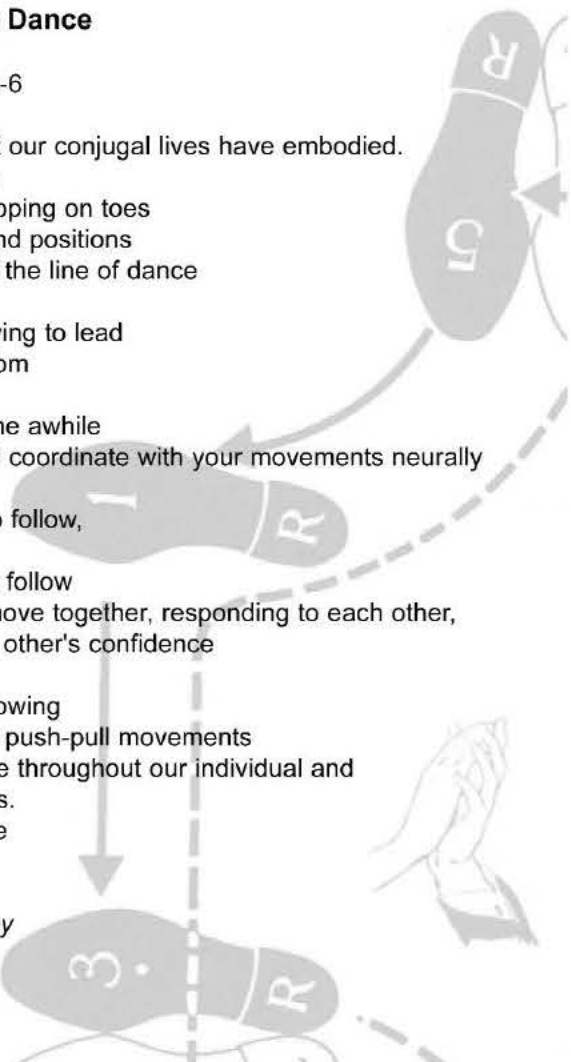 Dance
-6
our conjugal lives have embodied.
pping on toes
nd positions
the line of dance
ving to lead
om
ne awhile
coordinate with your movements neurally
o follow,
follow
nove together, responding to each other,
other's confidence
owing
push-pull movements
e throughout our individual and
s.
e
y
R
5
1
R
3
R